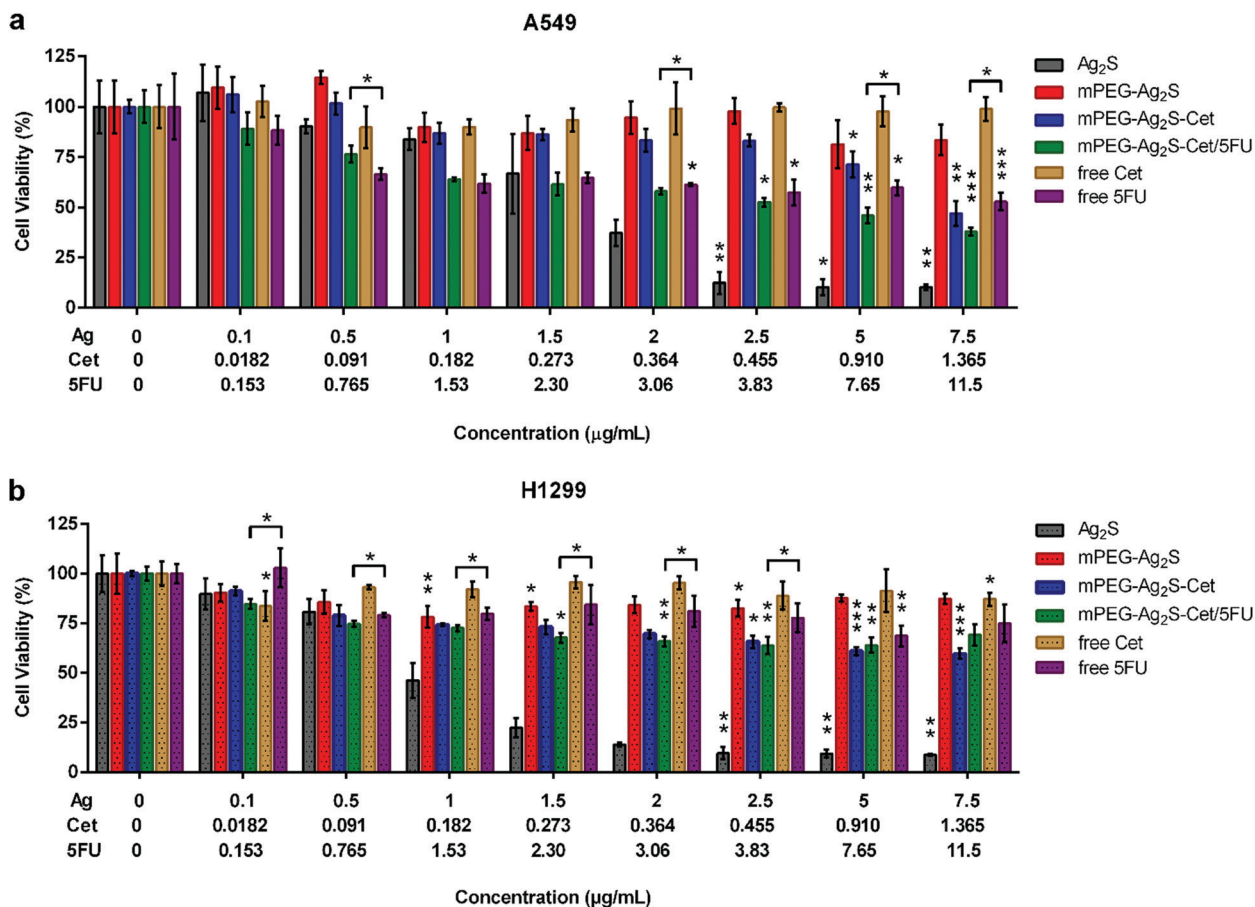 a
A549
Cell Viability (%)
125
100
75
50
25
0
* * * *
* * * * * *
** * ** *** ***
** * **
Ag₂S
mPEG-Ag₂S
mPEG-Ag₂S-Cet
mPEG-Ag₂S-Cet/5FU
free Cet
free 5FU
Ag 0 0.1 0.5 1 1.5 2 2.5 5 7.5
Cet 0 0.0182 0.091 0.182 0.273 0.364 0.455 0.910 1.365
5FU 0 0.153 0.765 1.53 2.30 3.06 3.83 7.65 11.5
Concentration (μg/mL)
b
H1299
Cell Viability (%)
125
100
75
50
25
0
* * * * * *
* ** * * ** * ** ** *** ** ** *** *
** ** **
Ag₂S
mPEG-Ag₂S
mPEG-Ag₂S-Cet
mPEG-Ag₂S-Cet/5FU
free Cet
free 5FU
Ag 0 0.1 0.5 1 1.5 2 2.5 5 7.5
Cet 0 0.0182 0.091 0.182 0.273 0.364 0.455 0.910 1.365
5FU 0 0.153 0.765 1.53 2.30 3.06 3.83 7.65 11.5
Concentration (µg/mL)